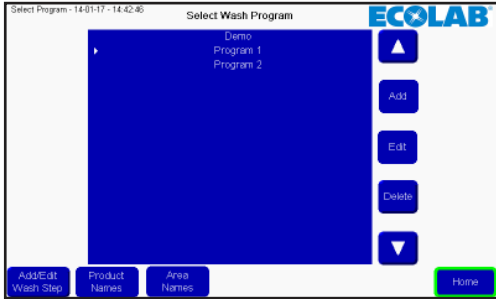 Select Program - 14-01-17 - 14:42:46
Select Wash Program
ECOLAB®
Demo
Program 1
Program 2
Add
Edit
Delete
Add/Edit
Wash Step
Product
Names
Area
Names
Home